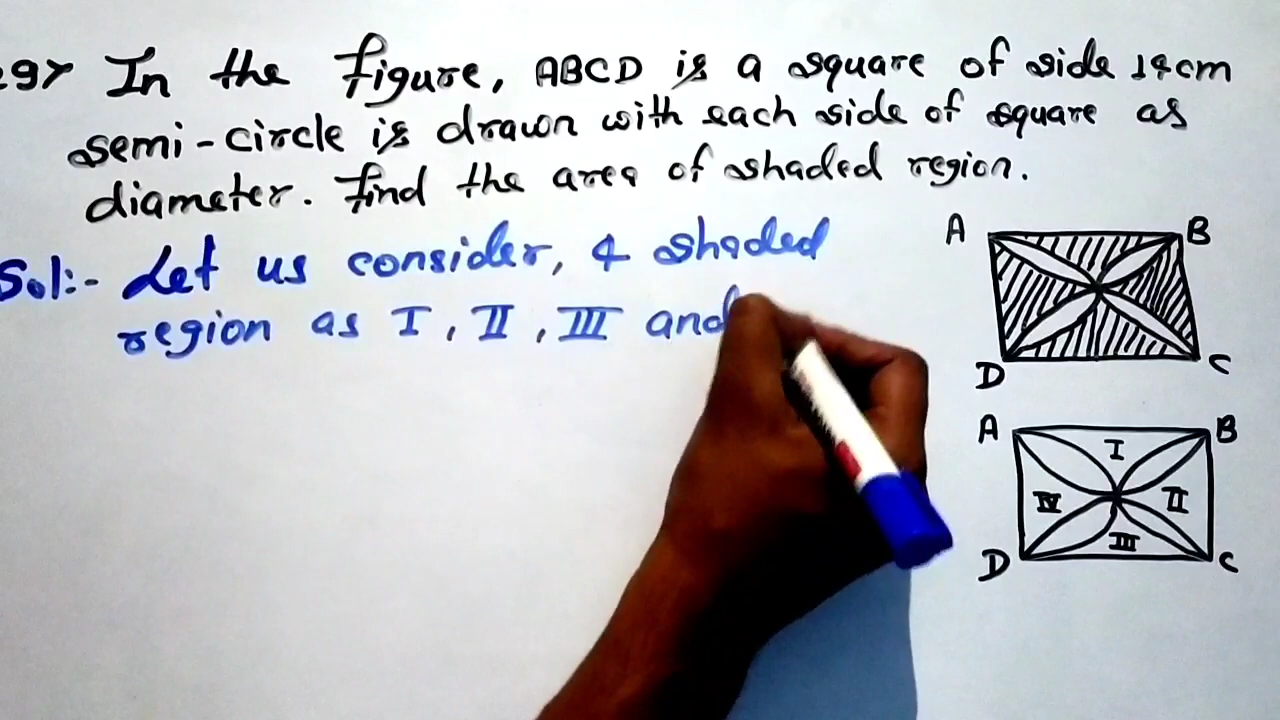 29> In the figure, ABCD is a square of side 14cm
semi-circle is drawn with each side of square as
diameter. Find the area of shaded region.
Sol:- Let us consider, 4 shaded
region as I, II, III and
A B
D C
A I B
IV II
III
D C